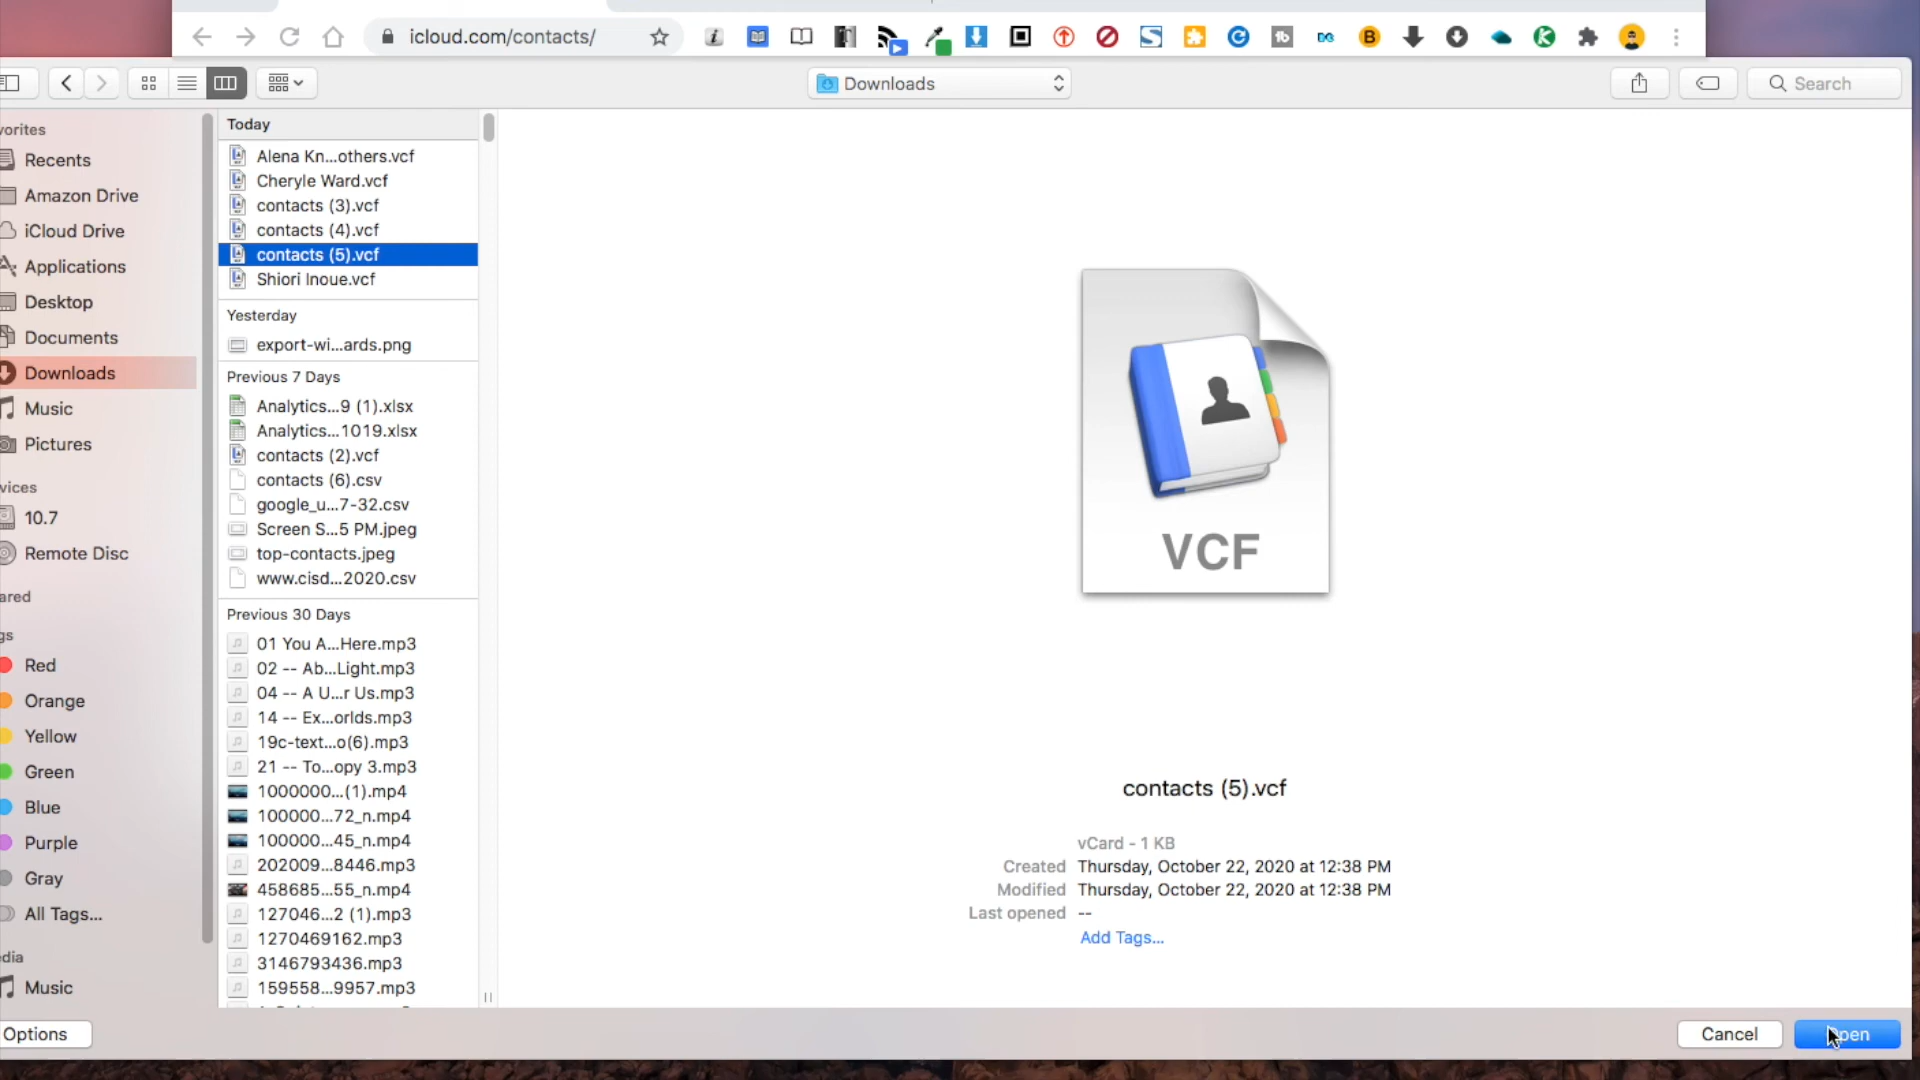 icloud.com/contacts/
Downloads
Search
vorites
Recents
Amazon Drive
iCloud Drive
Applications
Desktop
Documents
Downloads
Music
Pictures
vices
10.7
Remote Disc
ared
gs
Red
Orange
Yellow
Green
Blue
Purple
Gray
All Tags...
dia
Music
Options
Today
Alena Kn...others.vcf
Cheryle Ward.vcf
contacts (3).vcf
contacts (4).vcf
contacts (5).vcf
Shiori Inoue.vcf
Yesterday
export-wi...ards.png
Previous 7 Days
Analytics...9 (1).xlsx
Analytics...1019.xlsx
contacts (2).vcf
contacts (6).csv
google_u...7-32.csv
Screen S...5 PM.jpeg
top-contacts.jpeg
www.cisd...2020.csv
Previous 30 Days
01 You A...Here.mp3
02 -- Ab...Light.mp3
04 -- A U...r Us.mp3
14 -- Ex...orlds.mp3
19c-text...o(6).mp3
21 -- To...opy 3.mp3
1000000...(1).mp4
100000...72_n.mp4
100000...45_n.mp4
202009...8446.mp3
458685...55_n.mp4
127046...2 (1).mp3
1270469162.mp3
3146793436.mp3
159558...9957.mp3
VCF
contacts (5).vcf
vCard - 1 KB
Created Thursday, October 22, 2020 at 12:38 PM
Modified Thursday, October 22, 2020 at 12:38 PM
Last opened --
Add Tags...
Cancel
Open